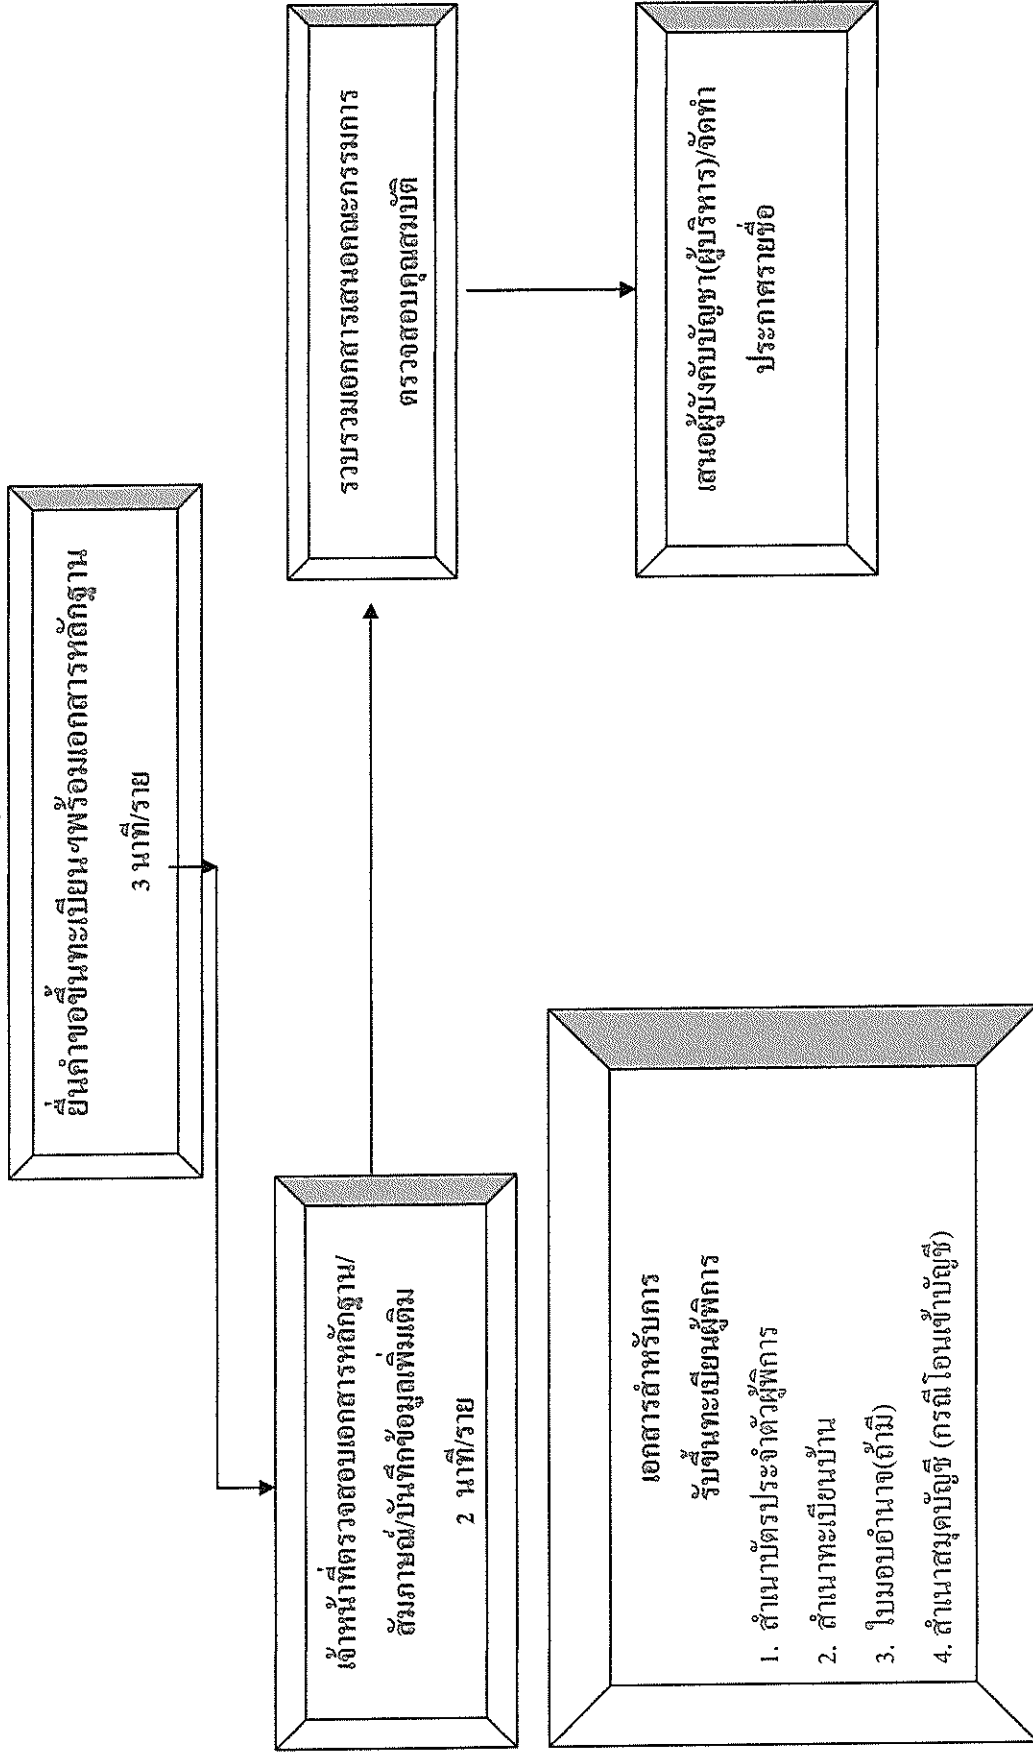 ยื่นคำขอขึ้นทะเบียนฯพร้อมเอกสารหลักฐาน
3 นาที/ราย
เจ้าหน้าที่ตรวจสอบเอกสารหลักฐาน/
สัมภาษณ์/บันทึกข้อมูลเพิ่มเติม
2 นาที/ราย
รวบรวมเอกสารเสนอคณะกรรมการ
ตรวจสอบคุณสมบัติ
เสนอผู้บังคับบัญชา(ผู้บริหาร)/จัดทำ
ประกาศรายชื่อ
เอกสารสำหรับการ
รับขึ้นทะเบียนผู้พิการ
1. สำเนาบัตรประจำตัวผู้พิการ
2. สำเนาทะเบียนบ้าน
3. ใบมอบอำนาจ(ถ้ามี)
4. สำเนาสมุดบัญชี (กรณีโอนเข้าบัญชี)